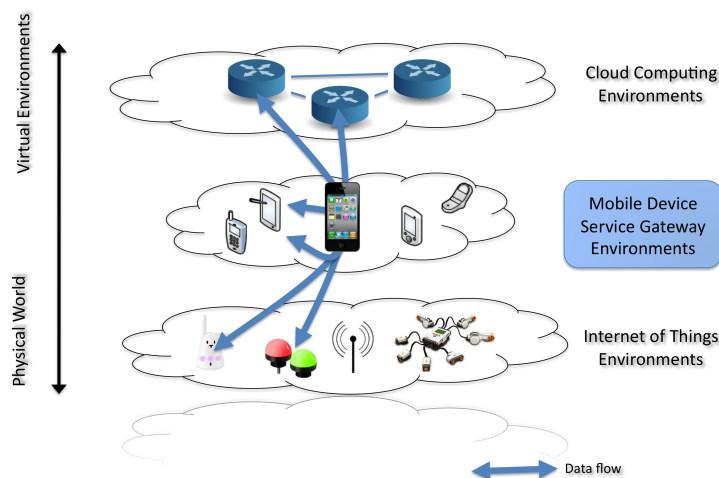 Virtual Environments
Physical World
Cloud Computing
Environments
Mobile Device
Service Gateway
Environments
Internet of Things
Environments
Data flow